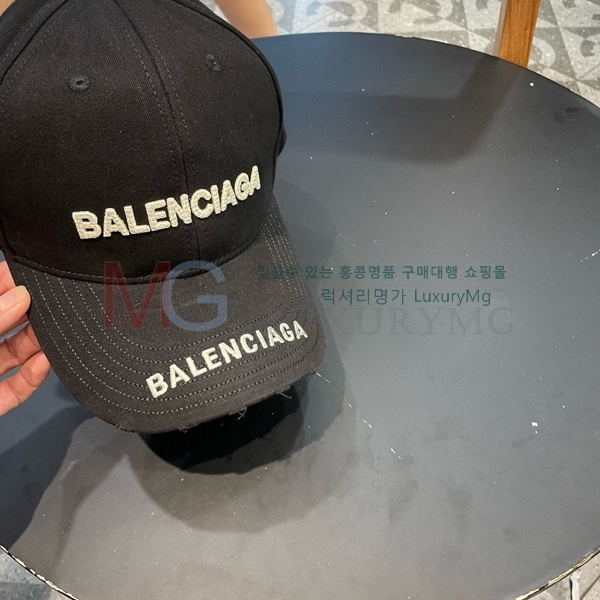 BALENCIAGA
MG
믿을수 있는 홍콩명품 구매대행 쇼핑몰
럭셔리명가 LuxuryMg
LUXURYMG
BALENCIAGA